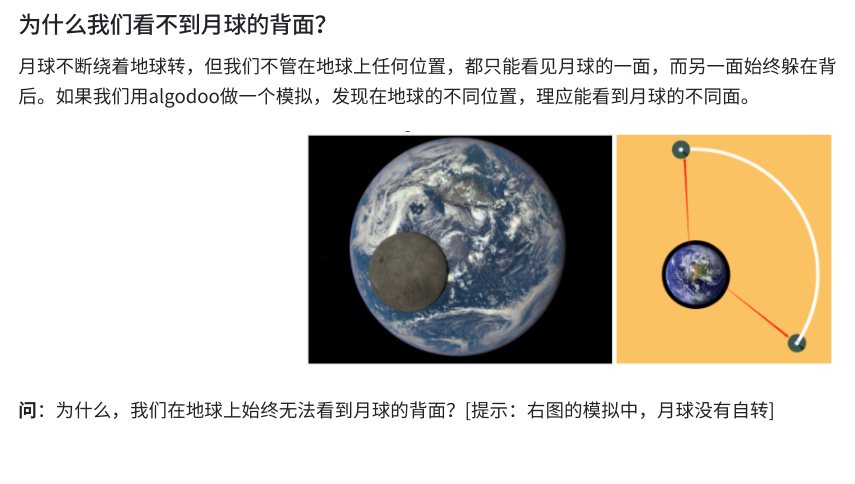 为什么我们看不到月球的背面？
月球不断绕着地球转，但我们不管在地球上任何位置，都只能看见月球的一面，而另一面始终躲在背
后。如果我们用algodoo做一个模拟，发现在地球的不同位置，理应能看到月球的不同面。
问：为什么，我们在地球上始终无法看到月球的背面？[提示：右图的模拟中，月球没有自转]